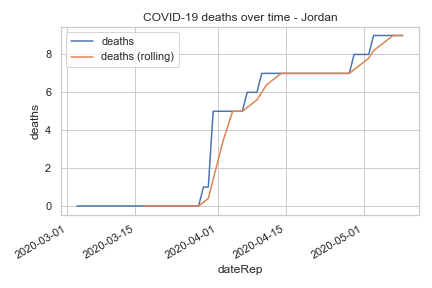 COVID-19 deaths over time - Jordan
deaths
deaths (rolling)
8
6
4
2
0
deaths
2020-03-01
2020-03-15
2020-04-01
2020-04-15
2020-05-01
dateRep